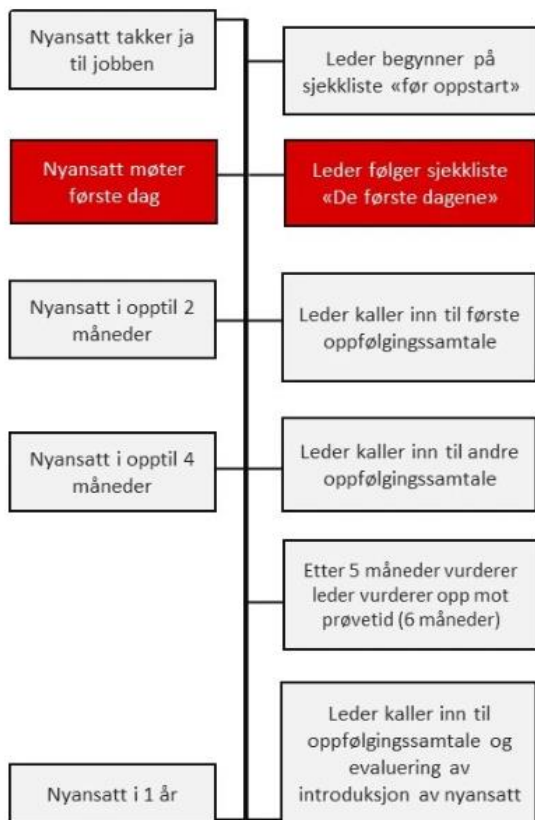 Nyansatt takker ja
til jobben
Leder begynner på
sjekkliste «før oppstart»
Nyansatt møter
første dag
Leder følger sjekkliste
«De første dagene»
Nyansatt i opptil 2
måneder
Leder kaller inn til første
oppfølgingssamtale
Nyansatt i opptil 4
måneder
Leder kaller inn til andre
oppfølgingssamtale
Etter 5 måneder vurderer
leder vurderer opp mot
prøvetid (6 måneder)
Nyansatt i 1 år
Leder kaller inn til
oppfølgingssamtale og
evaluering av
introduksjon av nyansatt